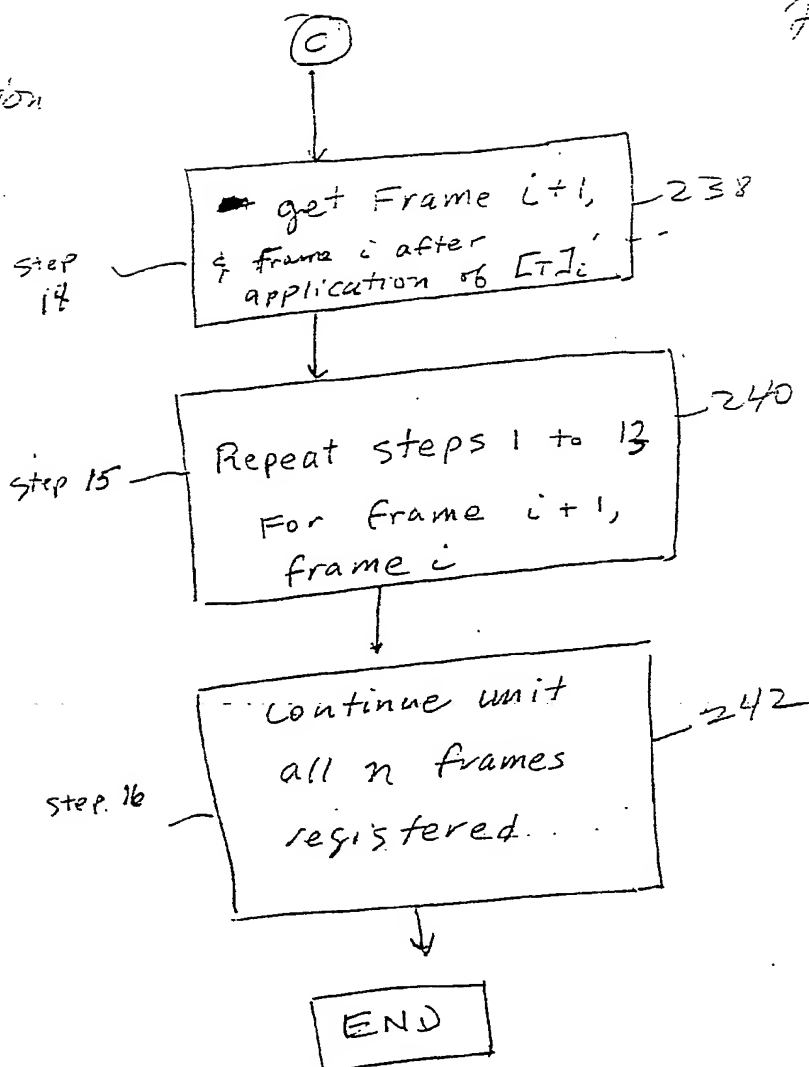 C
get Frame i+1,
& frame i after
application of [T]i'
238
step
14
Repeat steps 1 to 13
For frame i+1,
frame i
240
step 15
continue unit
all n frames
registered
242
step. 16
END